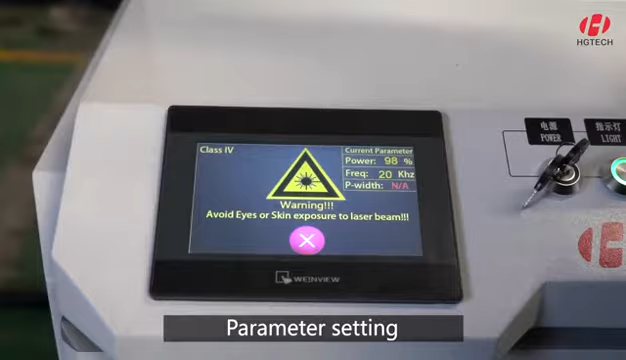 HGTECH
电源
POWER
指示灯
LIGHT
Class IV
Current Parameter
Power: 98 %
Freq: 20 Khz
P-width: N/A
Warning!!!
Avoid Eyes or Skin exposure to laser beam!!!
WEINVIEW
Parameter setting